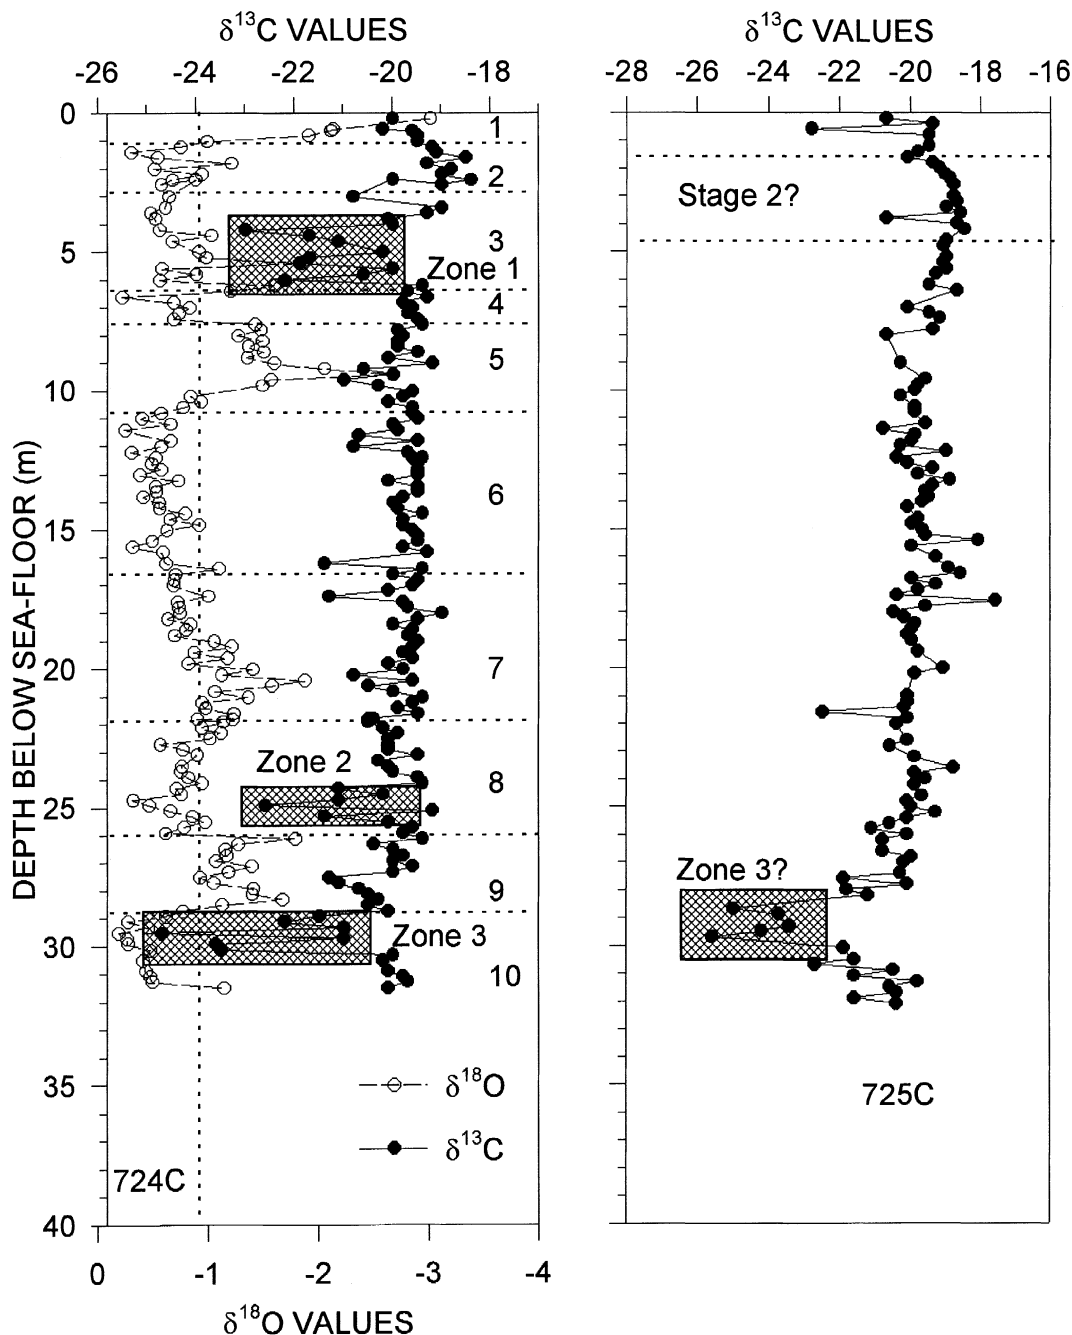 δ13C VALUES
-26 -24 -22 -20 -18
δ13C VALUES
-28 -26 -24 -22 -20 -18 -16
DEPTH BELOW SEA-FLOOR (m)
0
5
10
15
20
25
30
35
40
1
2
3
Zone 1
4
5
6
7
Zone 2
8
9
Zone 3
10
δ18O
δ13C
724C
0 -1 -2 -3 -4
δ18O VALUES
Stage 2?
Zone 3?
725C